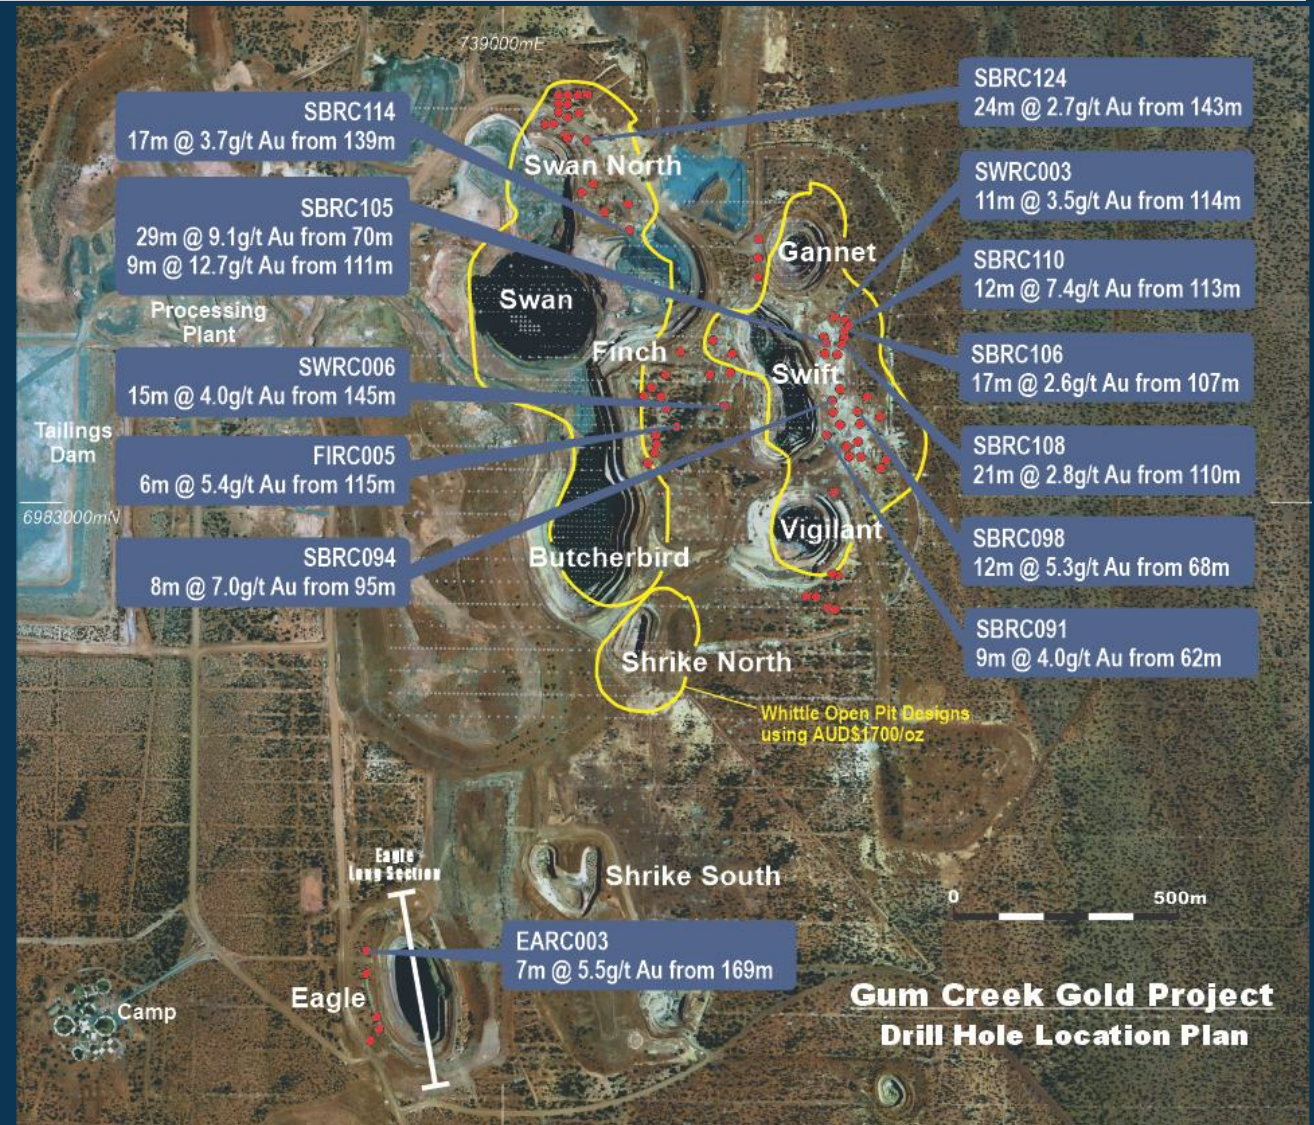 739000mE
SBRC114
17m @ 3.7g/t Au from 139m
SBRC124
24m @ 2.7g/t Au from 143m
Swan North
SBRC105
29m @ 9.1g/t Au from 70m
9m @ 12.7g/t Au from 111m
SWRC003
11m @ 3.5g/t Au from 114m
Gannet
SBRC110
12m @ 7.4g/t Au from 113m
Swan
Processing
Plant
Finch
Swift
SBRC106
17m @ 2.6g/t Au from 107m
SWRC006
15m @ 4.0g/t Au from 145m
Tailings
Dam
FIRC005
6m @ 5.4g/t Au from 115m
SBRC108
21m @ 2.8g/t Au from 110m
6983000mN
Vigilant
SBRC098
12m @ 5.3g/t Au from 68m
Butcherbird
SBRC094
8m @ 7.0g/t Au from 95m
SBRC091
9m @ 4.0g/t Au from 62m
Shrike North
Whittle Open Pit Designs
using AUD$1700/oz
Eagle
Long Section
Shrike South
0 500m
EARC003
7m @ 5.5g/t Au from 169m
Eagle
Camp
Gum Creek Gold Project
Drill Hole Location Plan